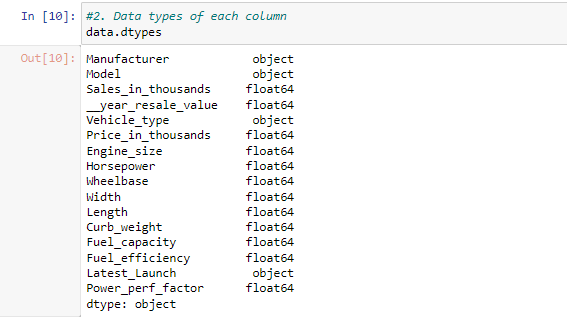 In [10]: #2. Data types of each column
data.dtypes
Out[10]: Manufacturer object
Model object
Sales_in_thousands float64
__year_resale_value float64
Vehicle_type object
Price_in_thousands float64
Engine_size float64
Horsepower float64
Wheelbase float64
Width float64
Length float64
Curb_weight float64
Fuel_capacity float64
Fuel_efficiency float64
Latest_Launch object
Power_perf_factor float64
dtype: object